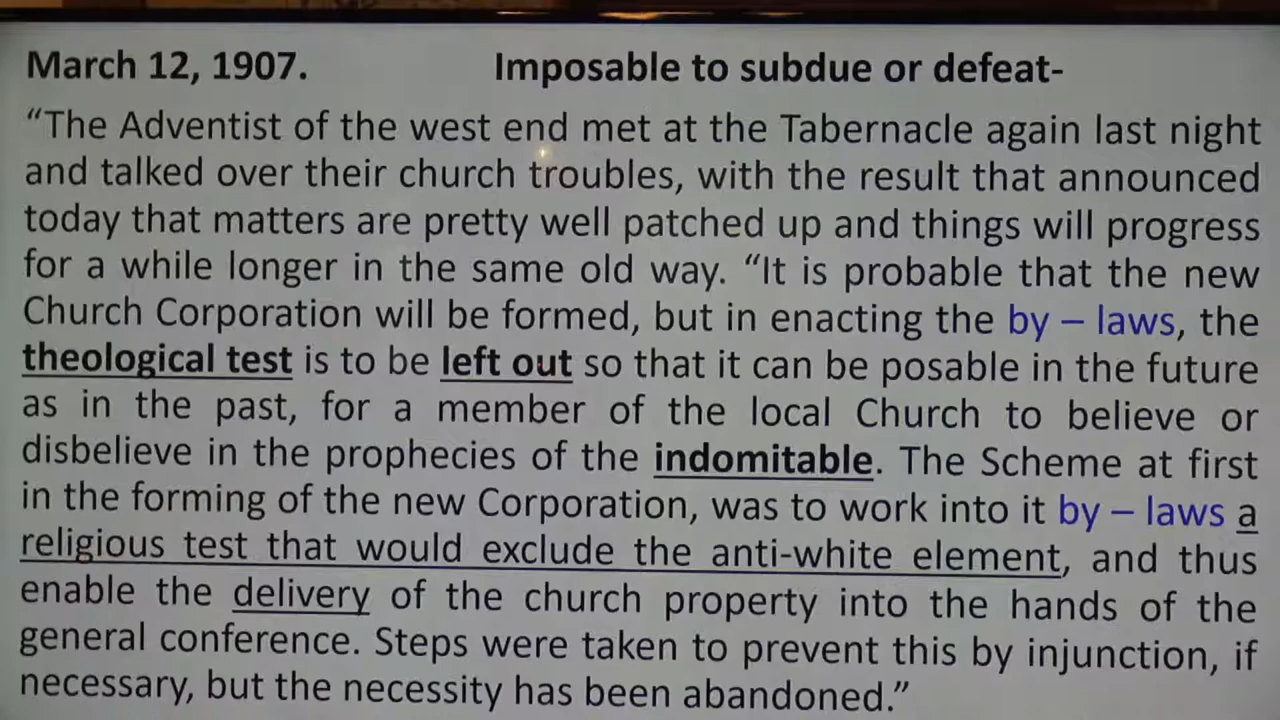 March 12, 1907. Imposable to subdue or defeat-
“The Adventist of the west end met at the Tabernacle again last night
and talked over their church troubles, with the result that announced
today that matters are pretty well patched up and things will progress
for a while longer in the same old way. “It is probable that the new
Church Corporation will be formed, but in enacting the by – laws, the
theological test is to be left out so that it can be posable in the future
as in the past, for a member of the local Church to believe or
disbelieve in the prophecies of the indomitable. The Scheme at first
in the forming of the new Corporation, was to work into it by – laws a
religious test that would exclude the anti-white element, and thus
enable the delivery of the church property into the hands of the
general conference. Steps were taken to prevent this by injunction, if
necessary, but the necessity has been abandoned.”